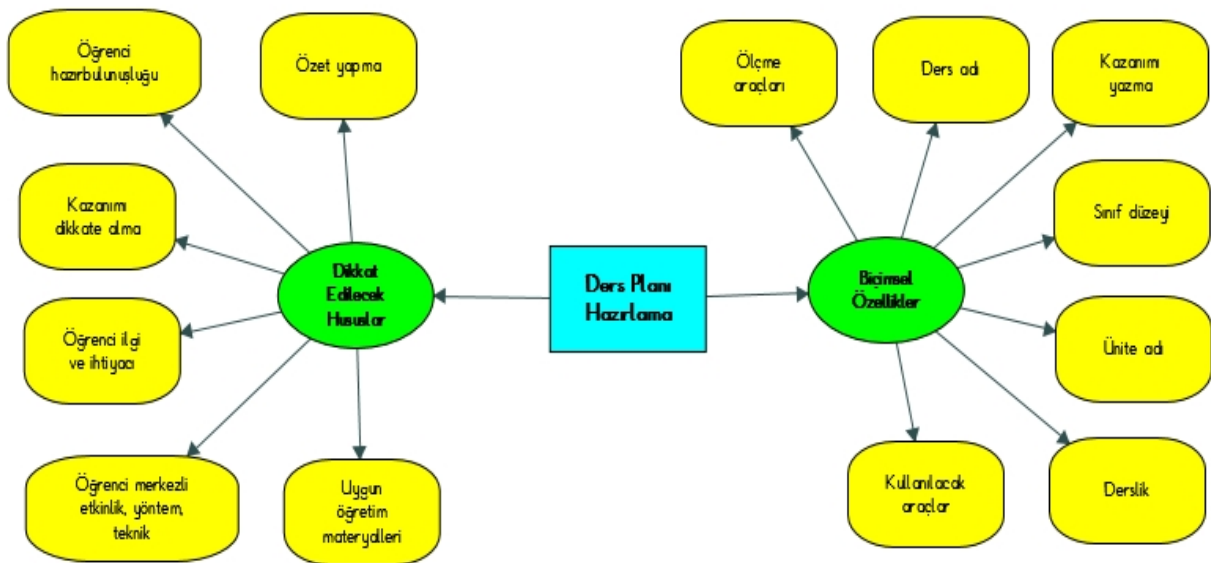 Öğrenci
hazırbulunuşluğu
Özet yapma
Ölçme
araçları
Ders adı
Kazanımı
yazma
Kazanımı
dikkate alma
Sınıf düzeyi
Dikkat
Edilecek
Hususlar
Ders Planı
Hazırlama
Biçimsel
Özellikler
Öğrenci ilgi
ve ihtiyacı
Ünite adı
Öğrenci merkezli
etkinlik, yöntem,
teknik
Uygun
öğretim
materyalleri
Kullanılacak
araçlar
Derslik